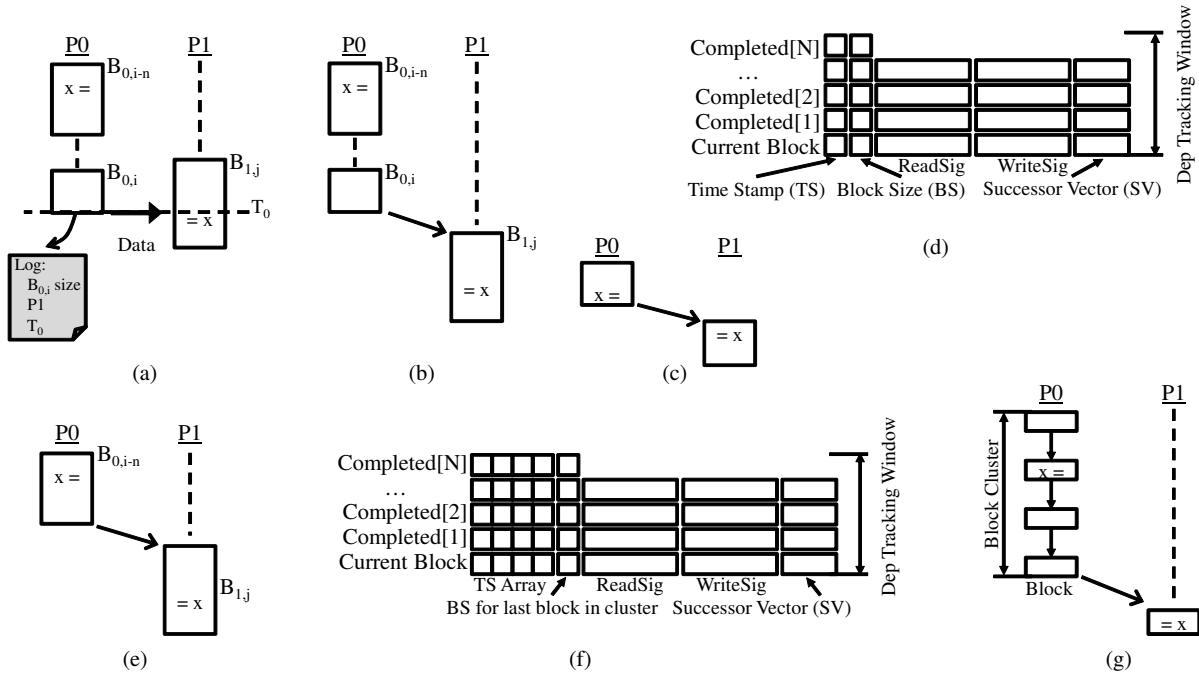 P0 P1
B0,i-n
x =
B0,i
B1,j
= x
T0
Data
Log:
B0,i size
P1
T0
(a)
P0 P1
B0,i-n
x =
B0,i
B1,j
= x
(b)
P0 P1
x =
= x
(c)
Completed[N]
…
Completed[2]
Completed[1]
Current Block
ReadSig WriteSig
Time Stamp (TS) Block Size (BS) Successor Vector (SV)
Dep Tracking Window
(d)
P0 P1
B0,i-n
x =
B1,j
= x
(e)
Completed[N]
…
Completed[2]
Completed[1]
Current Block
TS Array ReadSig WriteSig
BS for last block in cluster Successor Vector (SV)
Dep Tracking Window
(f)
P0 P1
Block Cluster
x =
Block
= x
(g)